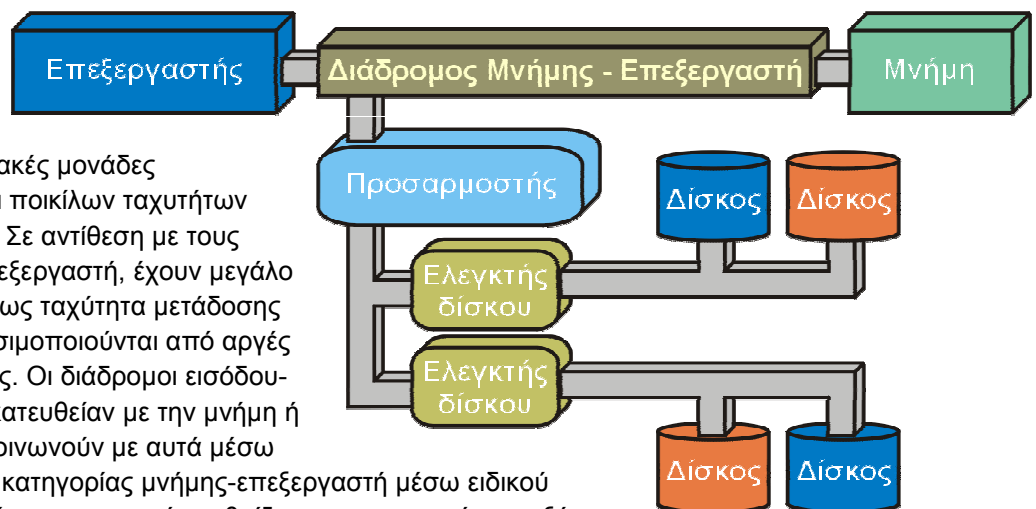 Επεξεργαστής
Διάδρομος Μνήμης - Επεξεργαστή
Μνήμη
Προσαρμοστής
Δίσκος
Δίσκος
Ελεγκτής
δίσκου
Ελεγκτής
δίσκου
Δίσκος
Δίσκος
ακές μονάδες
ποικίλων ταχυτήτων
Σε αντίθεση με τους
εξεργαστή, έχουν μεγάλο
ως ταχύτητα μετάδοσης
σιμοποιούνται από αργές
ς. Οι διάδρομοι εισόδου-
κατευθείαν με την μνήμη ή
οινωνούν με αυτά μέσω
κατηγορίας μνήμης-επεξεργαστή μέσω ειδικού